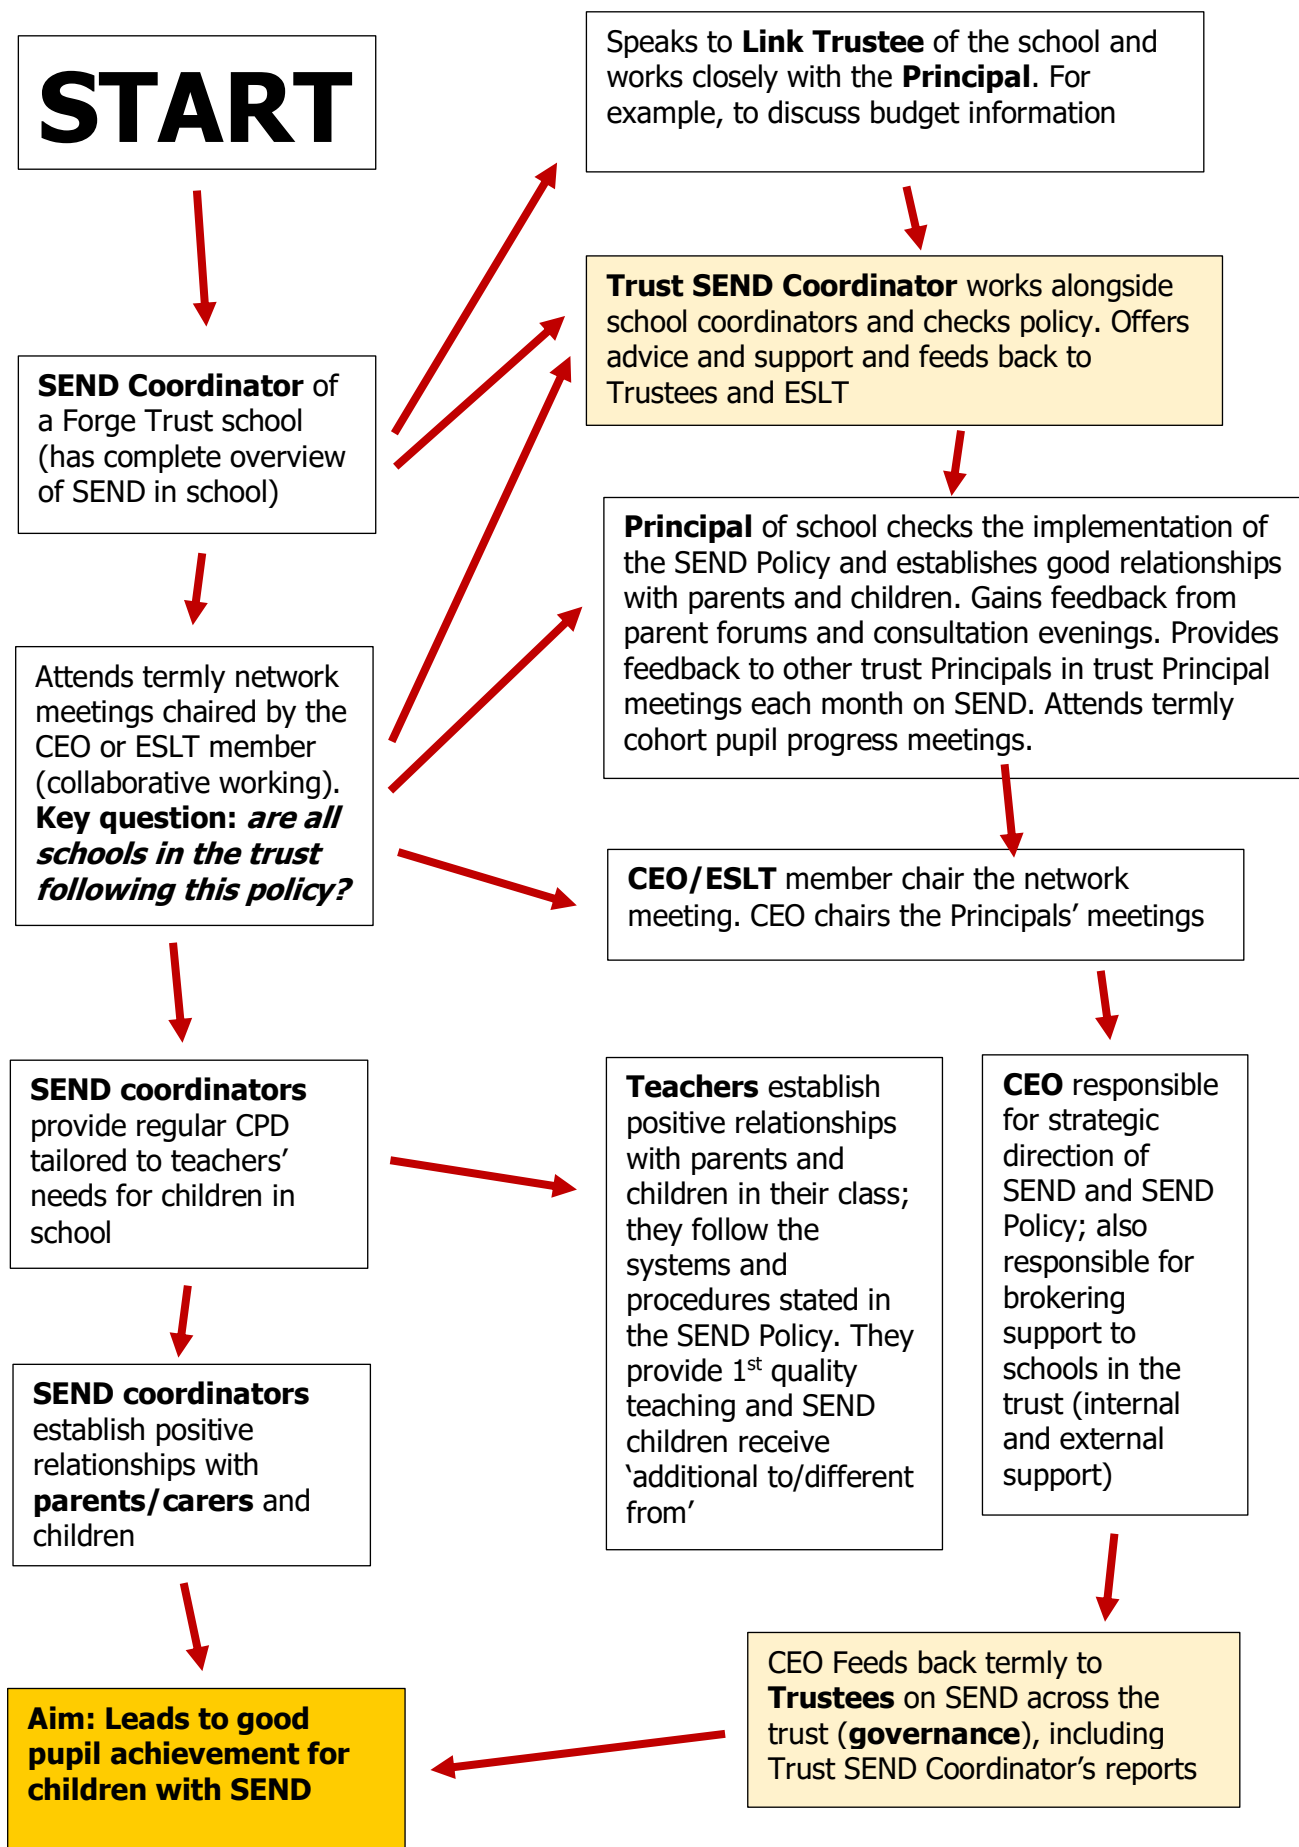 START
Speaks to Link Trustee of the school and
works closely with the Principal. For
example, to discuss budget information
Trust SEND Coordinator works alongside
school coordinators and checks policy. Offers
advice and support and feeds back to
Trustees and ESLT
SEND Coordinator of
a Forge Trust school
(has complete overview
of SEND in school)
Principal of school checks the implementation of
the SEND Policy and establishes good relationships
with parents and children. Gains feedback from
parent forums and consultation evenings. Provides
feedback to other trust Principals in trust Principal
meetings each month on SEND. Attends termly
cohort pupil progress meetings.
Attends termly network
meetings chaired by the
CEO or ESLT member
(collaborative working).
Key question: are all
schools in the trust
following this policy?
CEO/ESLT member chair the network
meeting. CEO chairs the Principals’ meetings
SEND coordinators
provide regular CPD
tailored to teachers’
needs for children in
school
Teachers establish
positive relationships
with parents and
children in their class;
they follow the
systems and
procedures stated in
the SEND Policy. They
provide 1st quality
teaching and SEND
children receive
‘additional to/different
from’
CEO responsible
for strategic
direction of
SEND and SEND
Policy; also
responsible for
brokering
support to
schools in the
trust (internal
and external
support)
SEND coordinators
establish positive
relationships with
parents/carers and
children
CEO Feeds back termly to
Trustees on SEND across the
trust (governance), including
Trust SEND Coordinator’s reports
Aim: Leads to good
pupil achievement for
children with SEND